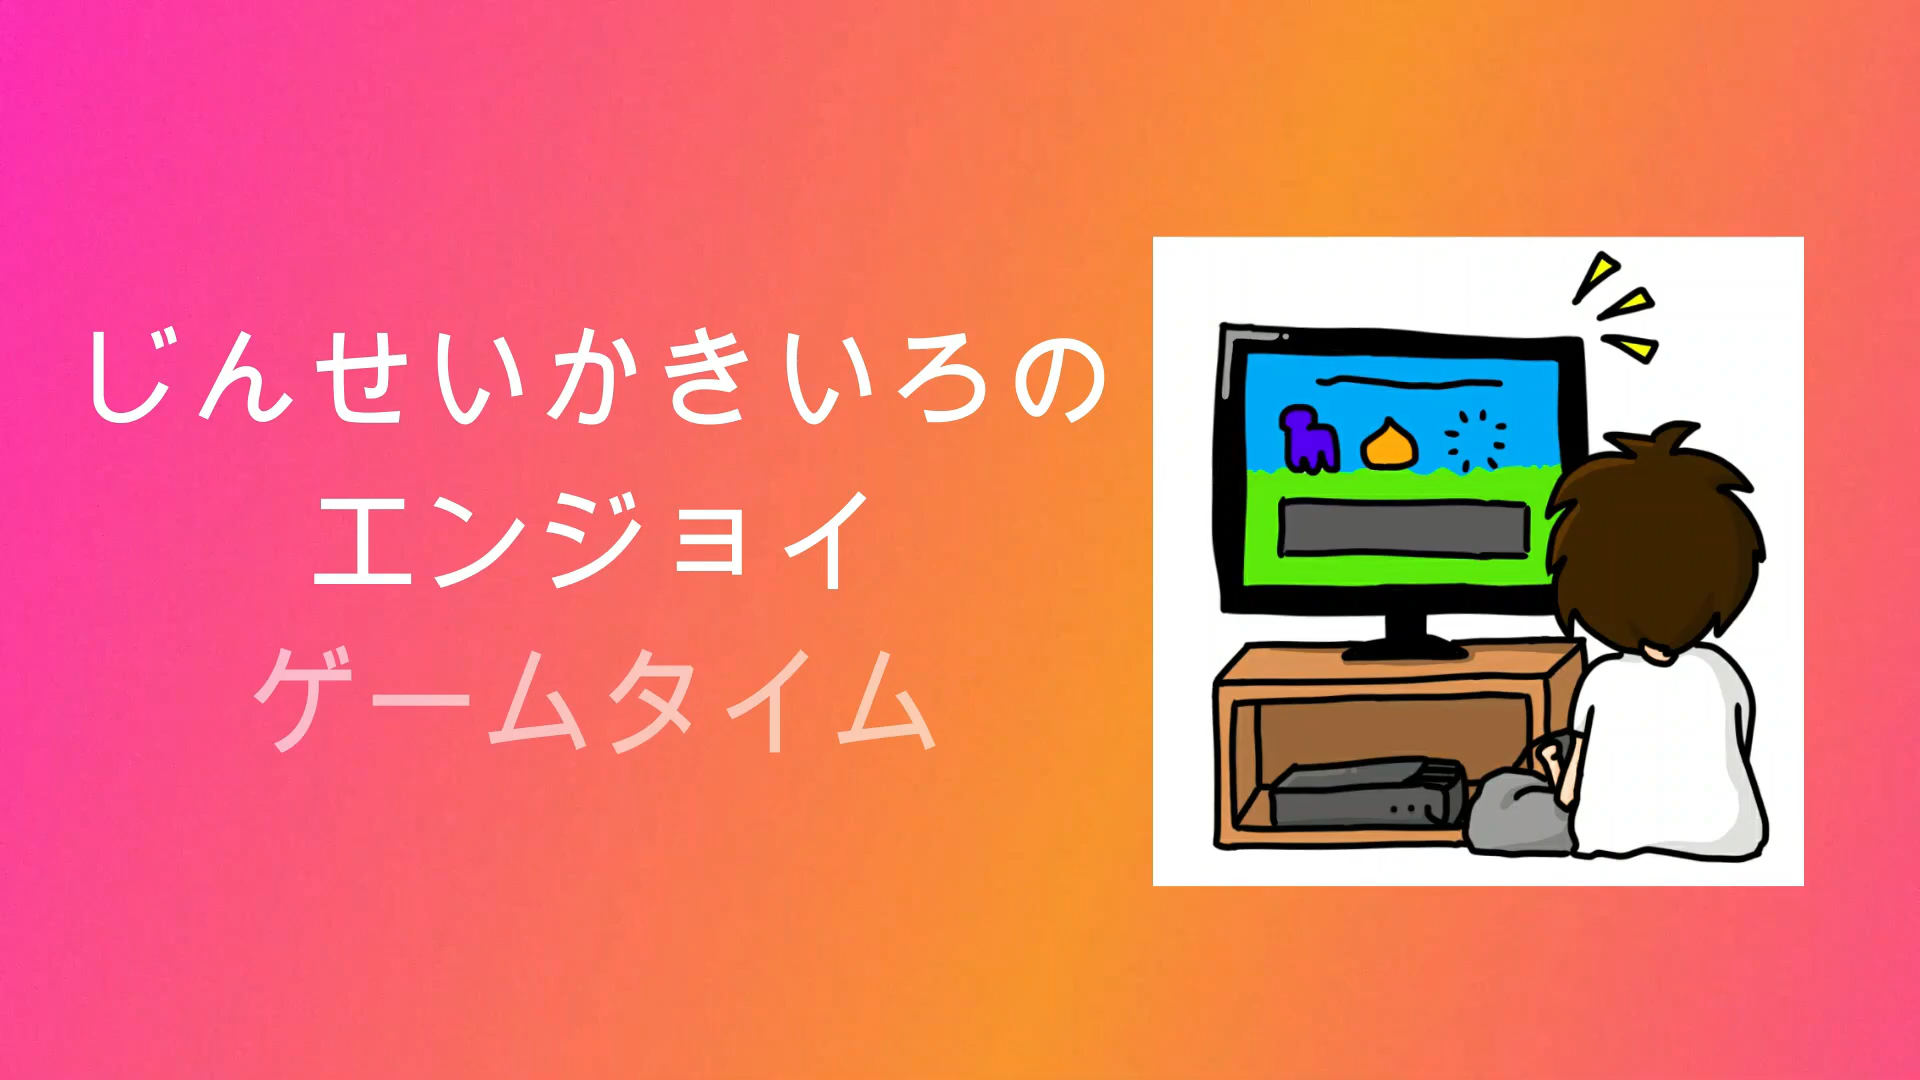 じんせいかきいろの
エンジョイ
ゲームタイム